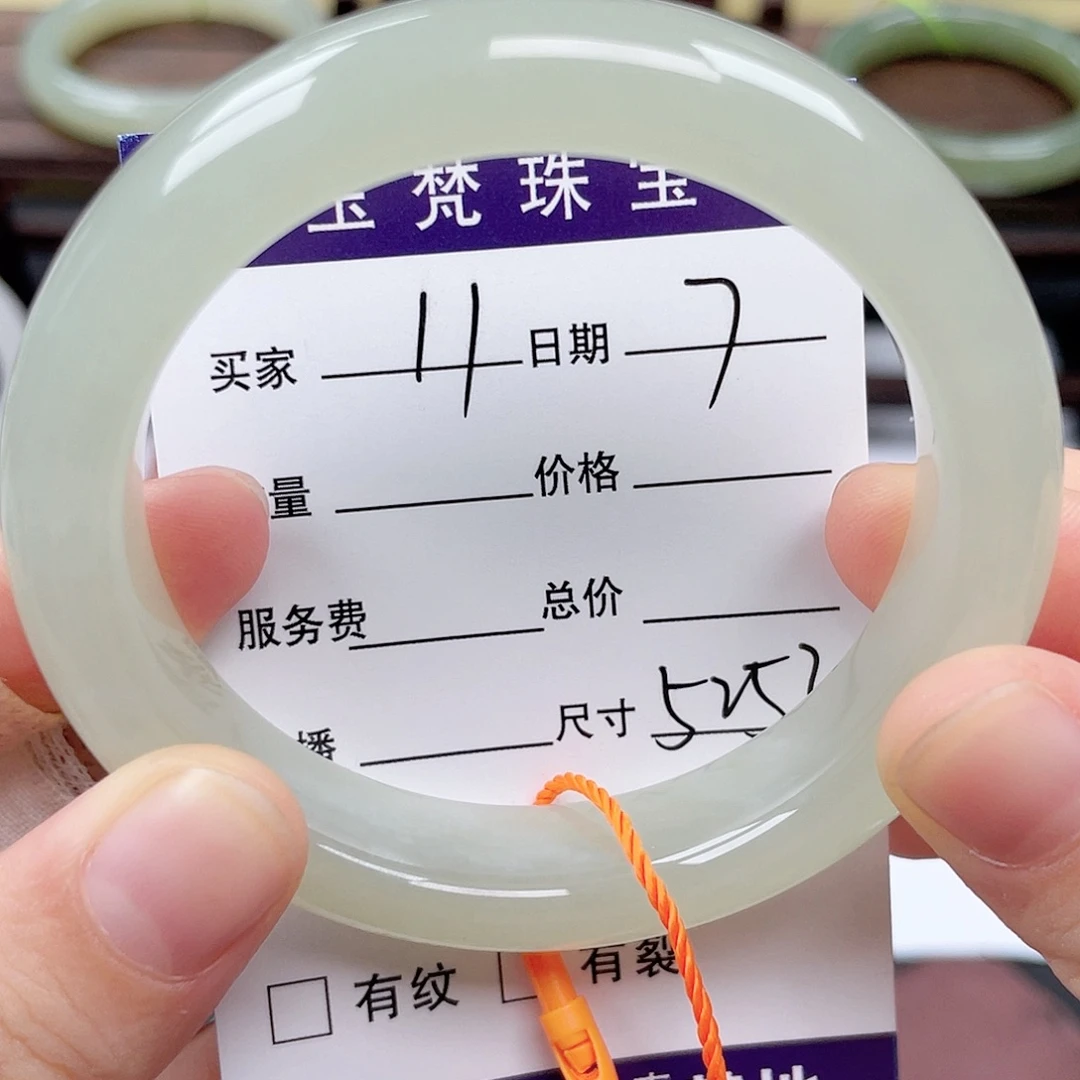 玉梵珠宝
买家 11 日期 7
量 价格
服务费 总价
播 尺寸
有纹 有裂